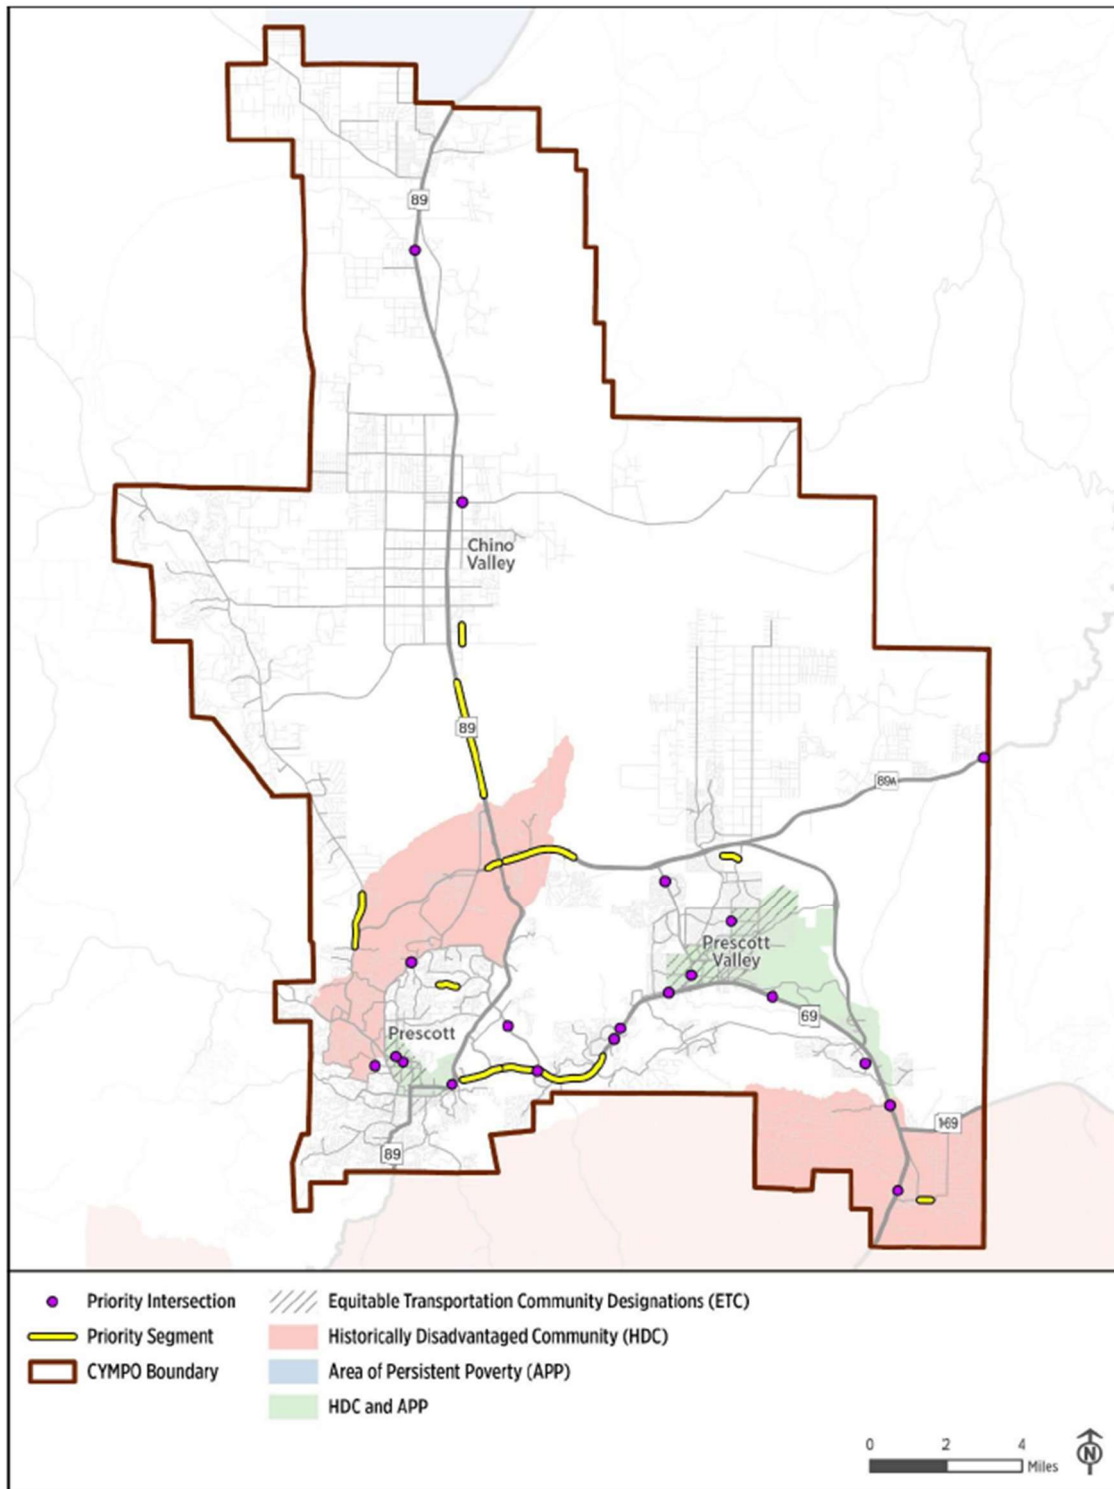 89
Chino
Valley
89
89A
Prescott
Valley
69
Prescott
169
89
Priority Intersection
Priority Segment
CYMPO Boundary
Equitable Transportation Community Designations (ETC)
Historically Disadvantaged Community (HDC)
Area of Persistent Poverty (APP)
HDC and APP
0 2 4
Miles
N